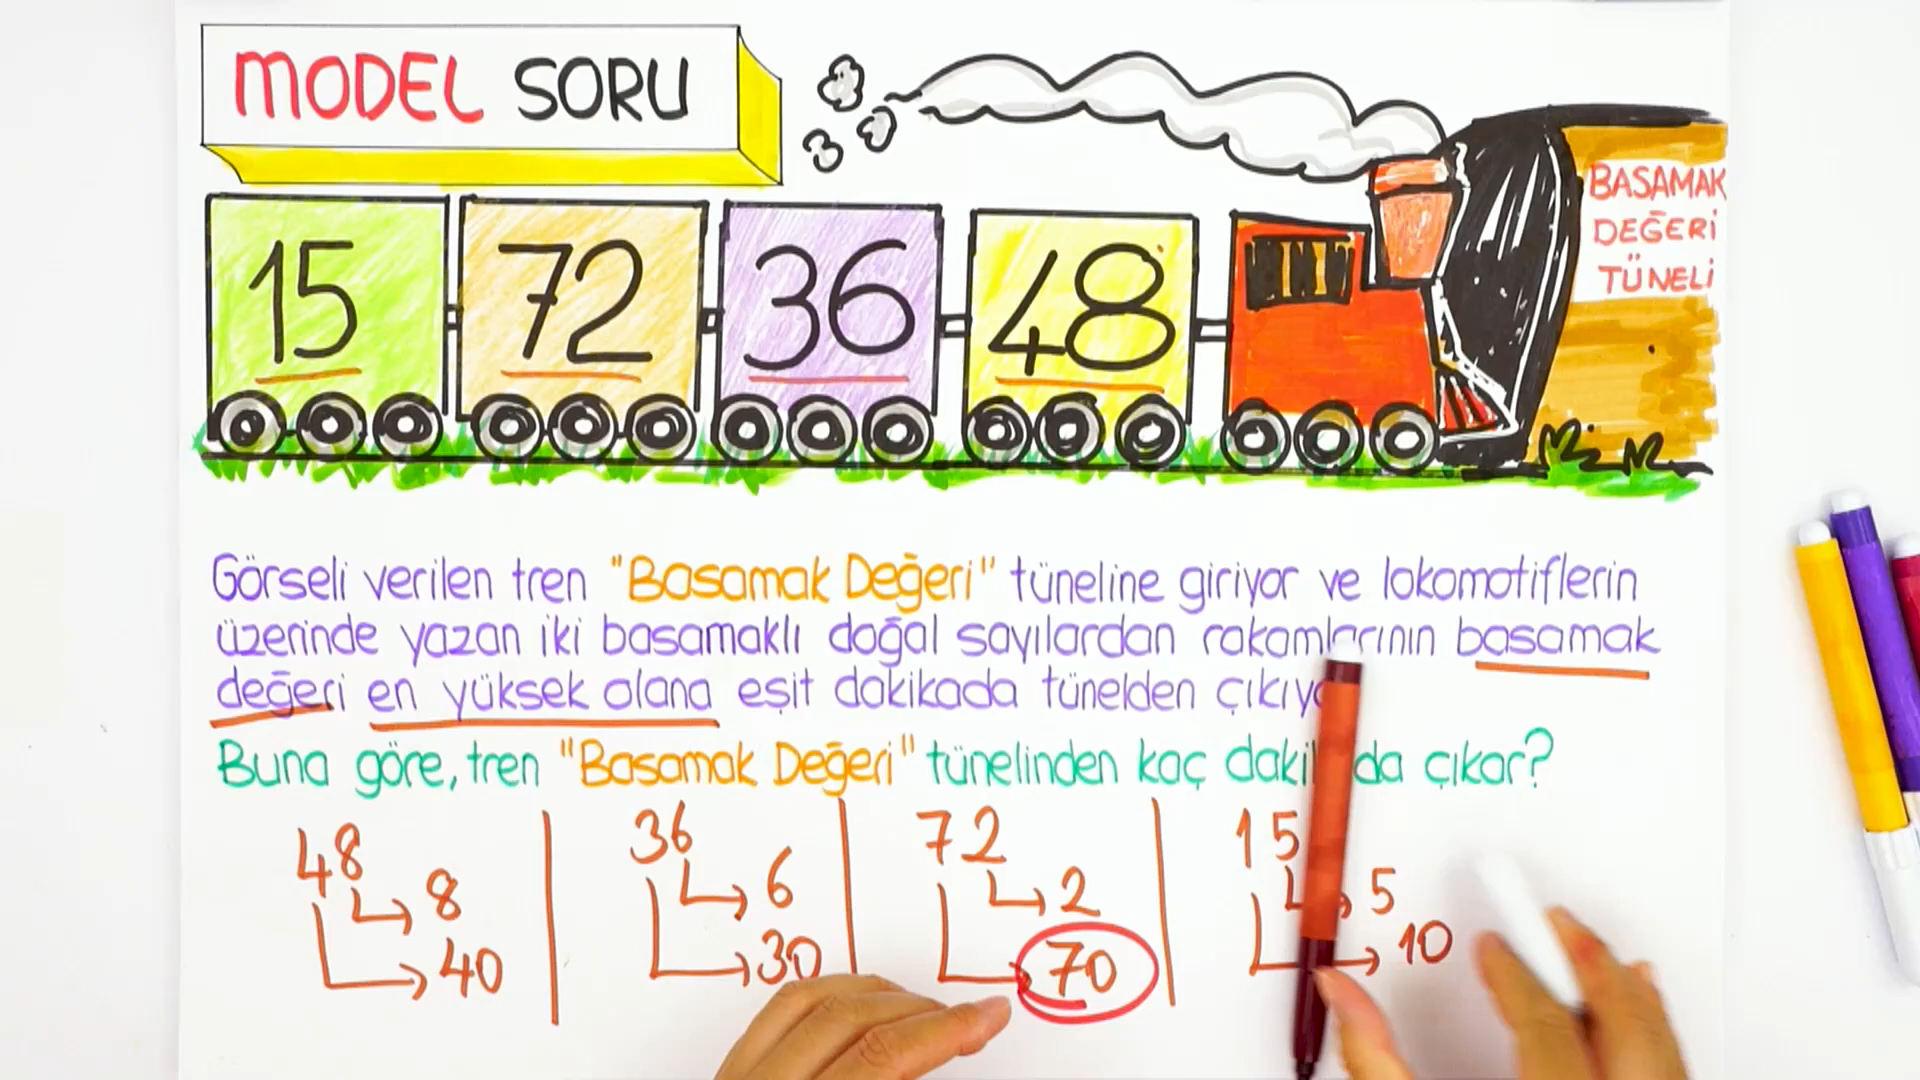 MODEL SORU
BASAMAK
DEĞERİ
TÜNELİ
15 72 36 48
Görseli verilen tren "Basamak Değeri" tüneline giriyor ve lokomotiflerin
üzerinde yazan iki basamaklı doğal sayılardan rakamlarının basamak
değeri en yüksek olana eşit dakikada tünelden
Buna göre, tren "Basamak Değeri" tünelinden kaç çıkar?
48 36 72 15
8 6 2 5
40 30 70 10